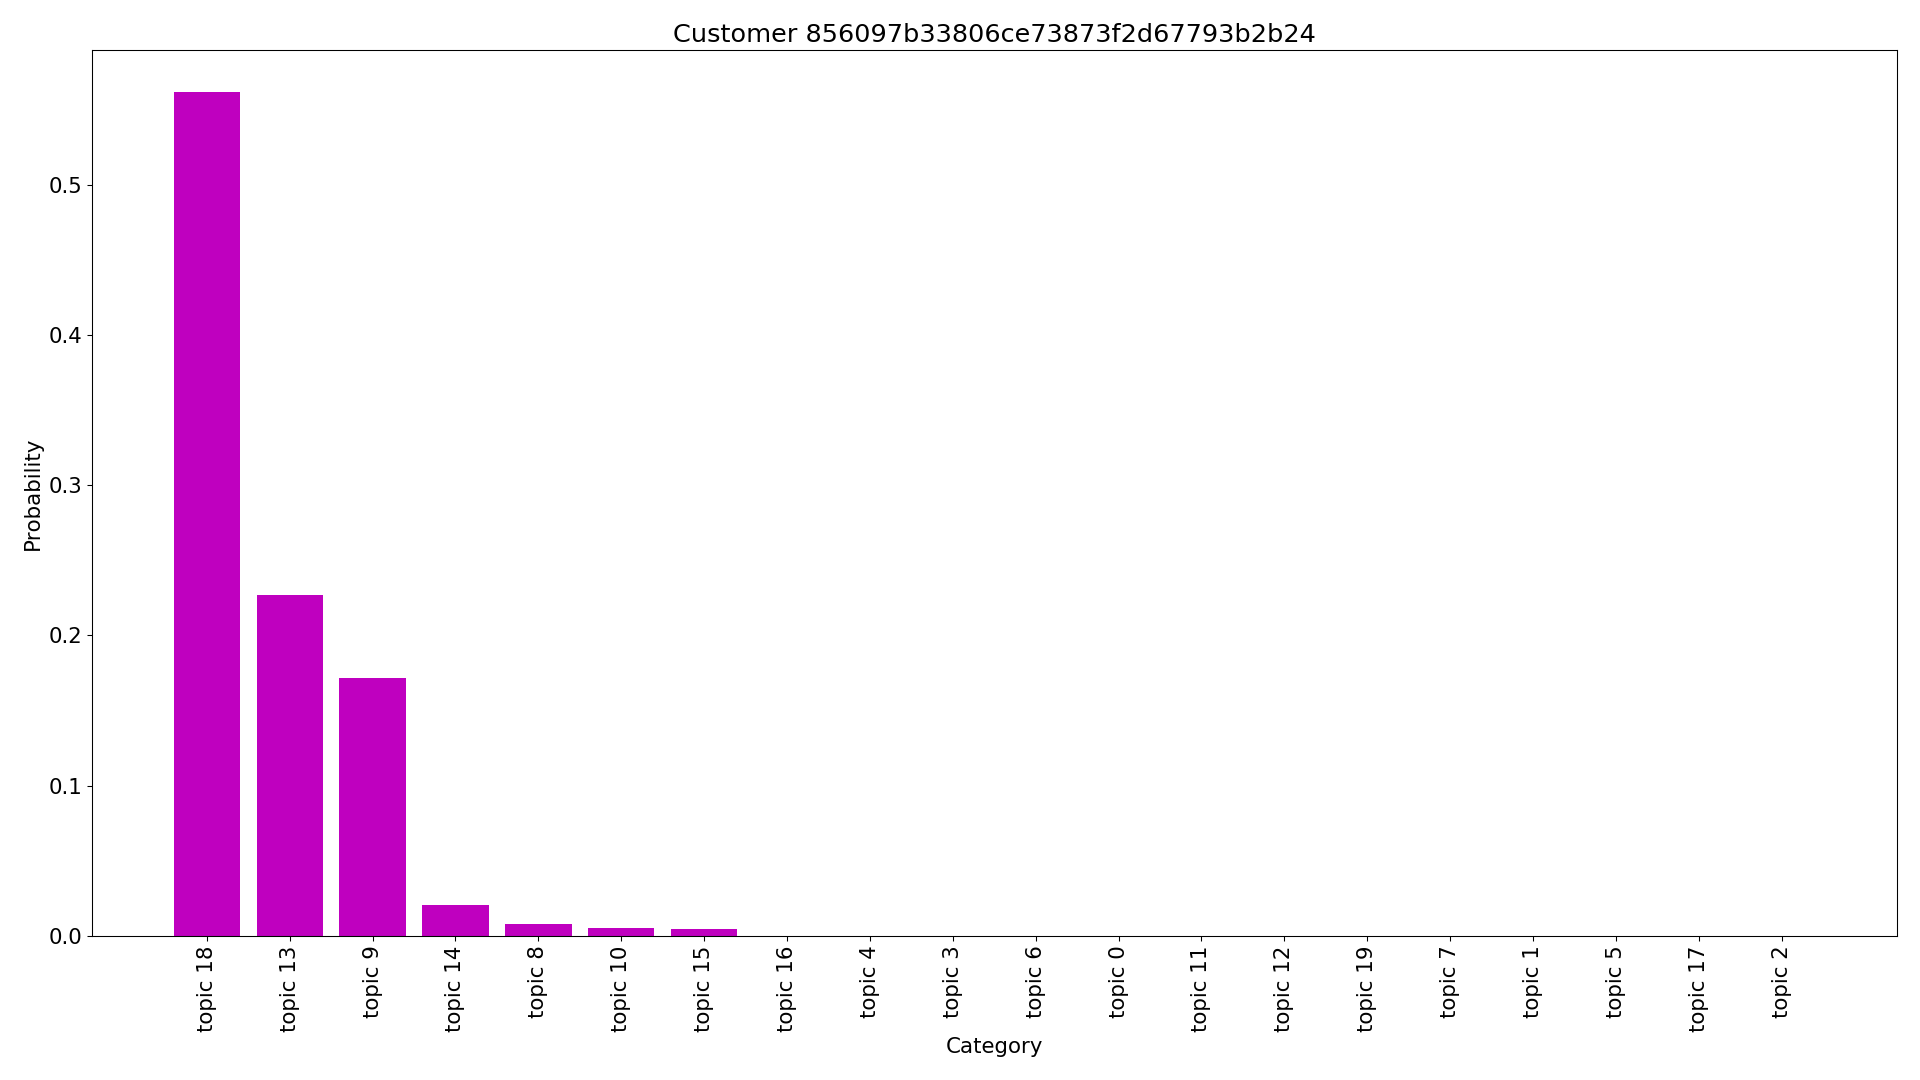 Customer 856097b33806ce73873f2d67793b2b24
Probability
0.5
0.4
0.3
0.2
0.1
0.0
topic 18
topic 13
topic 9
topic 14
topic 8
topic 10
topic 15
topic 16
topic 4
topic 3
topic 6
topic 0
topic 11
topic 12
topic 19
topic 7
topic 1
topic 5
topic 17
topic 2
Category